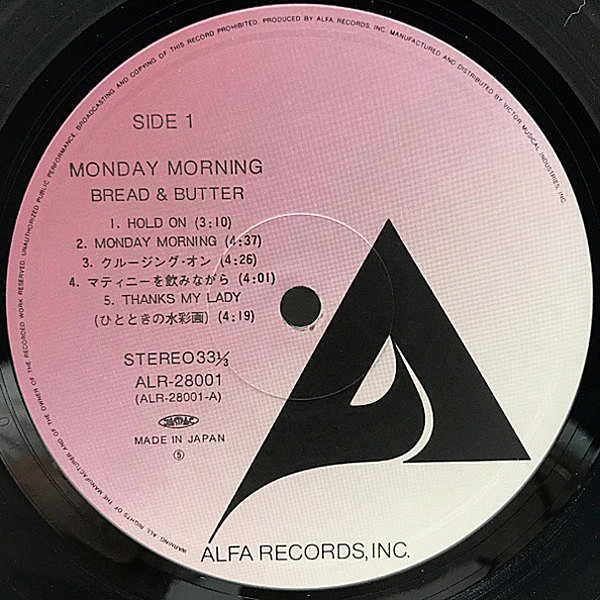 WARNING: ALL RIGHTS OF THE MANUFACTURER AND OF THE OWNER OF THE RECORDED WORK RESERVED. UNAUTHORIZED PUBLIC PERFORMANCE, BROADCASTING AND COPYING OF THIS RECORD PROHIBITED. PRODUCED BY ALFA RECORDS, INC. MANUFACTURED AND DISTRIBUTED BY VICTOR MUSICAL INDUSTRIES, INC.
SIDE 1
MONDAY MORNING
BREAD & BUTTER
1. HOLD ON (3:10)
2. MONDAY MORNING (4:37)
3. クルージング・オン (4:26)
4. マティニーを飲みながら (4:01)
5. THANKS MY LADY
(ひとときの水彩画) (4:19)
STEREO 33⅓
ALR-28001
(ALR-28001-A)
JASRAC
MADE IN JAPAN
⑤
ALFA RECORDS, INC.